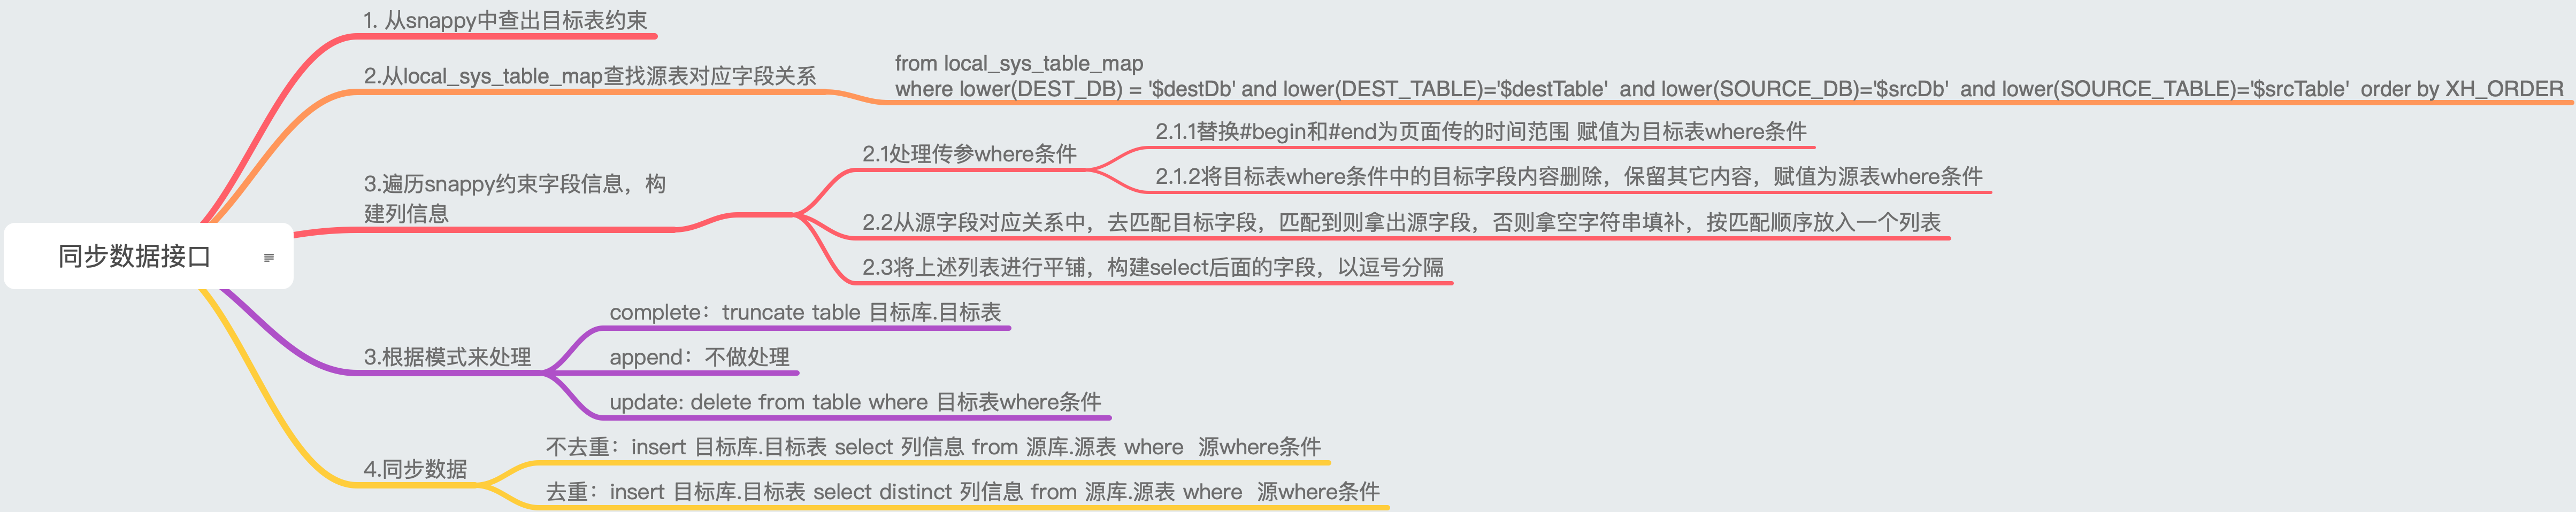 同步数据接口
1. 从snappy中查出目标表约束
2.从local_sys_table_map查找源表对应字段关系
from local_sys_table_map
where lower(DEST_DB) = '$destDb' and lower(DEST_TABLE)='$destTable'  and lower(SOURCE_DB)='$srcDb'  and lower(SOURCE_TABLE)='$srcTable'  order by XH_ORDER
3.遍历snappy约束字段信息，构
建列信息
2.1处理传参where条件
2.1.1替换#begin和#end为页面传的时间范围 赋值为目标表where条件
2.1.2将目标表where条件中的目标字段内容删除，保留其它内容，赋值为源表where条件
2.2从源字段对应关系中，去匹配目标字段，匹配到则拿出源字段，否则拿空字符串填补，按匹配顺序放入一个列表
2.3将上述列表进行平铺，构建select后面的字段，以逗号分隔
3.根据模式来处理
complete：truncate table 目标库.目标表
append：不做处理
update: delete from table where 目标表where条件
4.同步数据
不去重：insert 目标库.目标表 select 列信息 from 源库.源表 where  源where条件
去重：insert 目标库.目标表 select distinct 列信息 from 源库.源表 where  源where条件